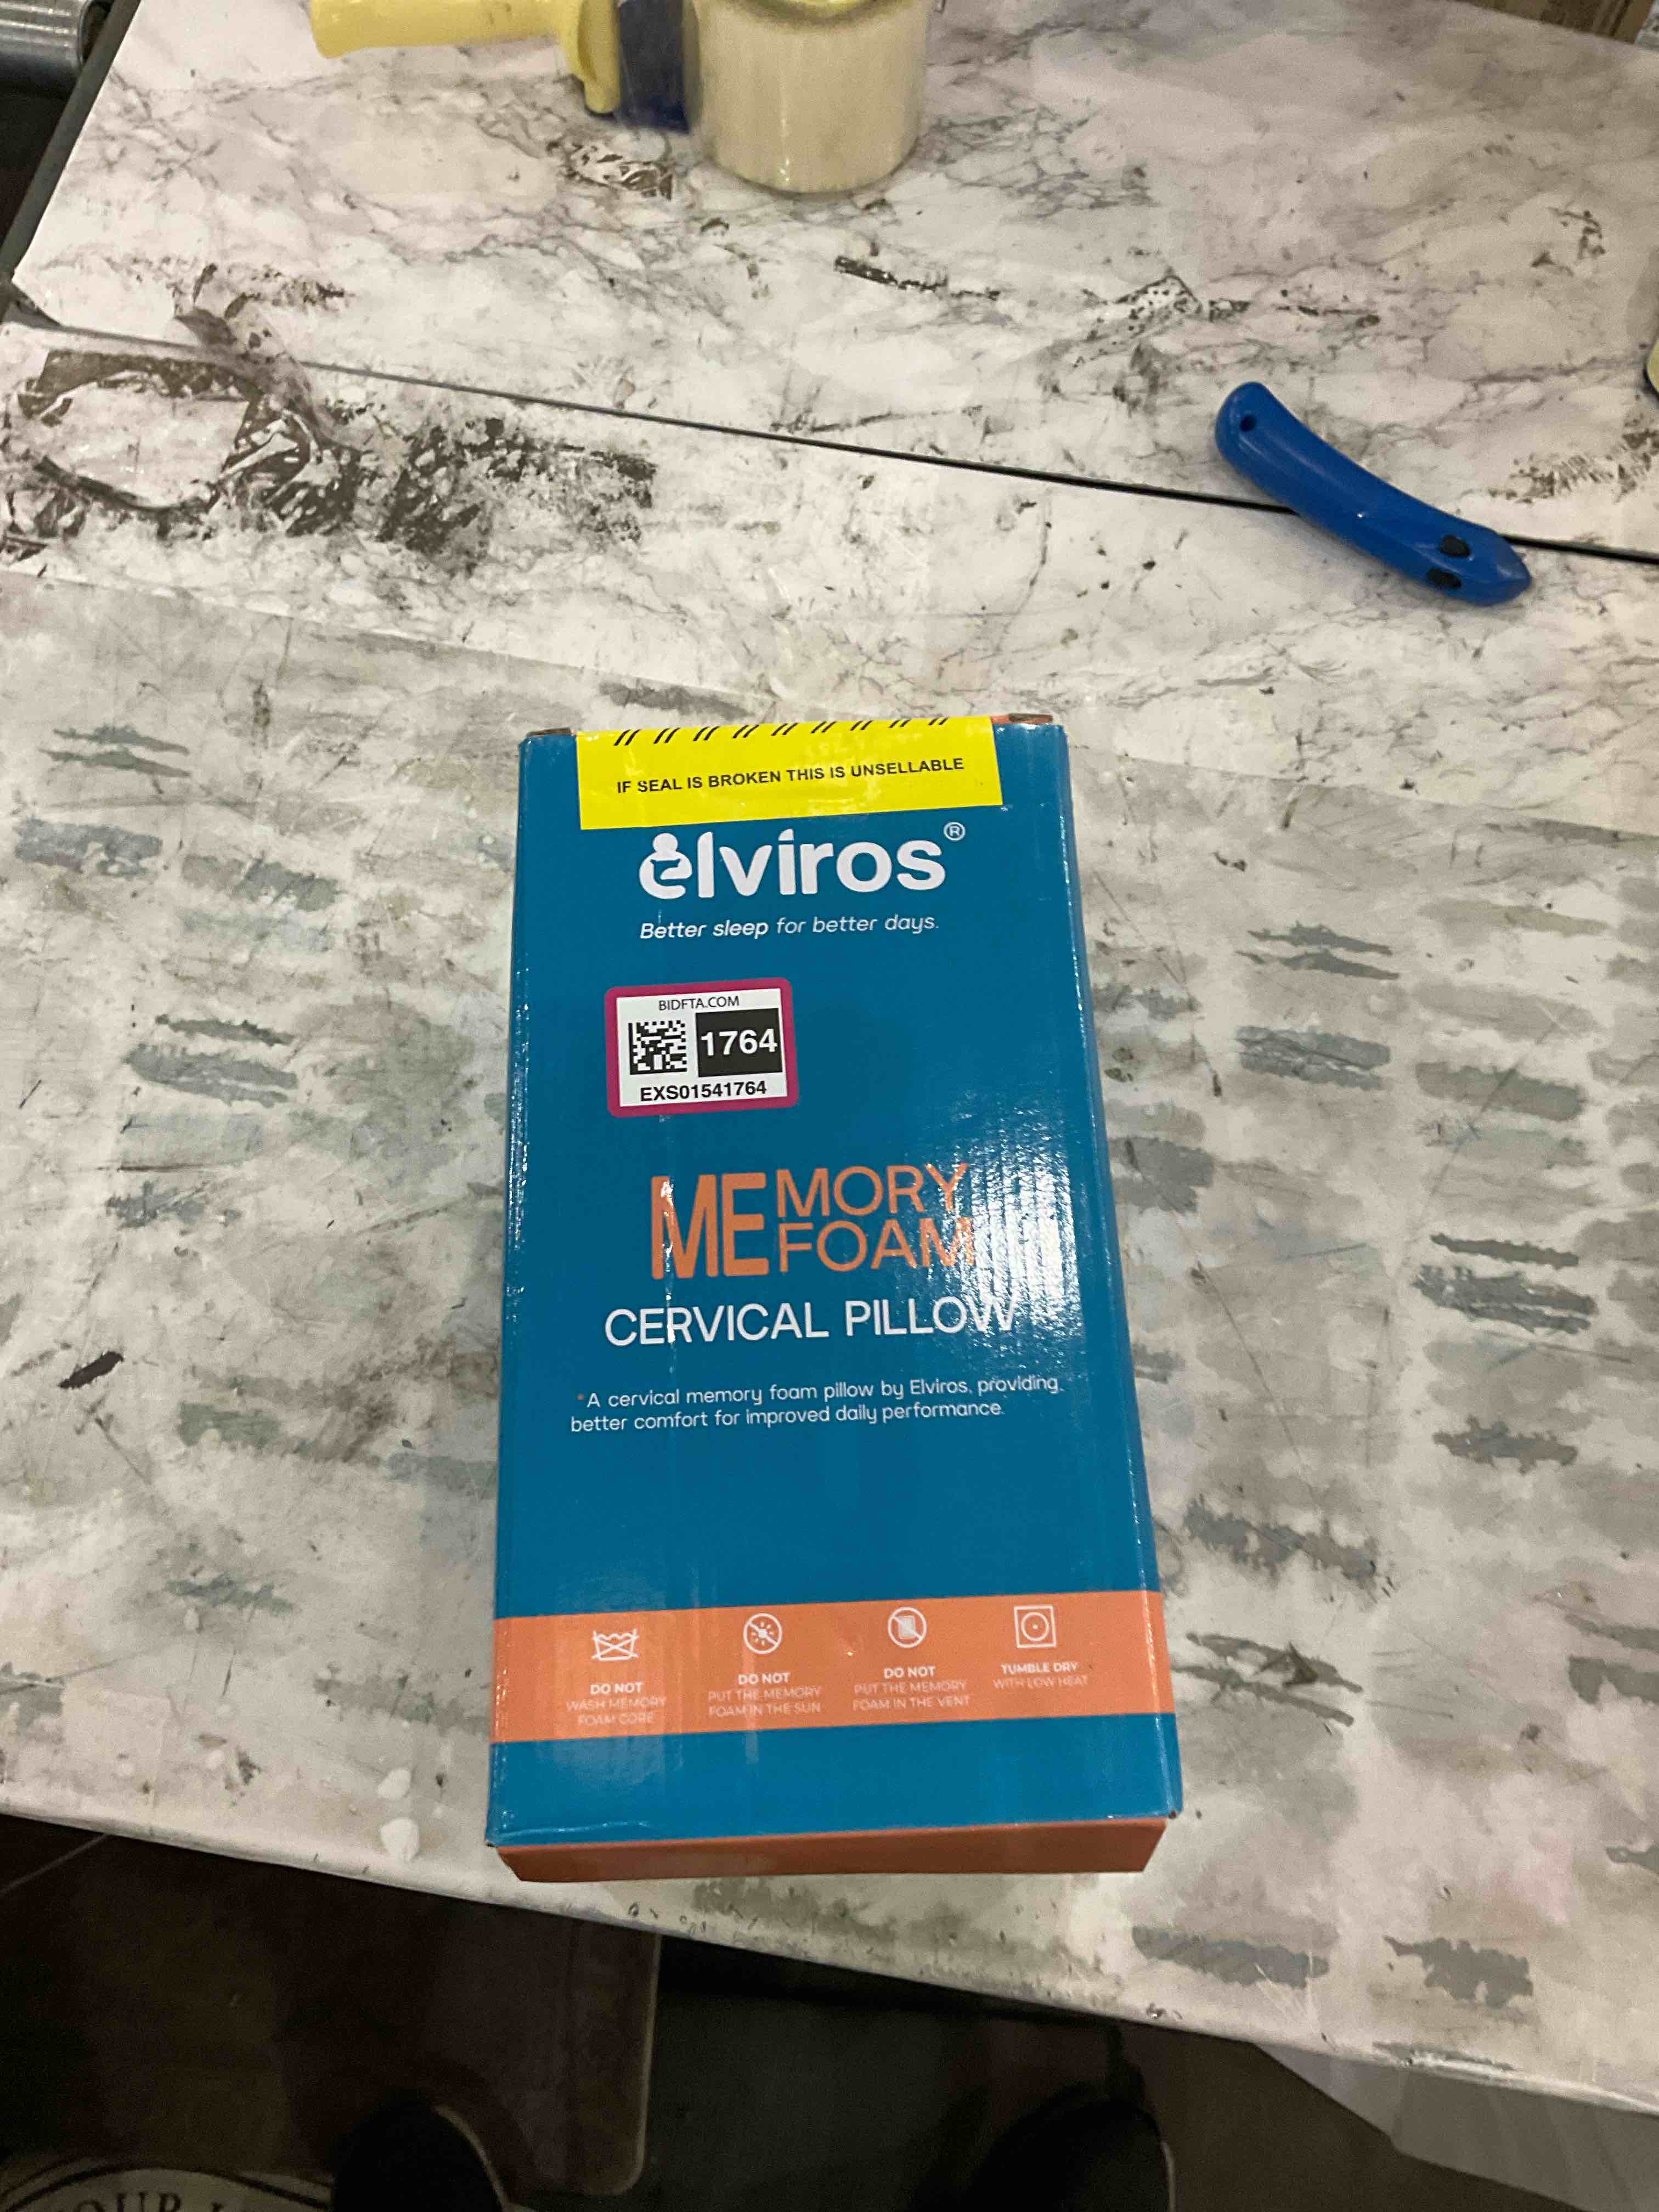 IF SEAL IS BROKEN THIS IS UNSELLABLE
elviros®
Better sleep for better days.
BIDFTA.COM
1764
EXS01541764
MEMORY
FOAM
CERVICAL PILLOW
*A cervical memory foam pillow by Elviros, providing
better comfort for improved daily performance.
DO NOT
WASH MEMORY
FOAM CORE
DO NOT
PUT THE MEMORY
FOAM IN THE SUN
DO NOT
PUT THE MEMORY
FOAM IN THE VENT
TUMBLE DRY
WITH LOW HEAT